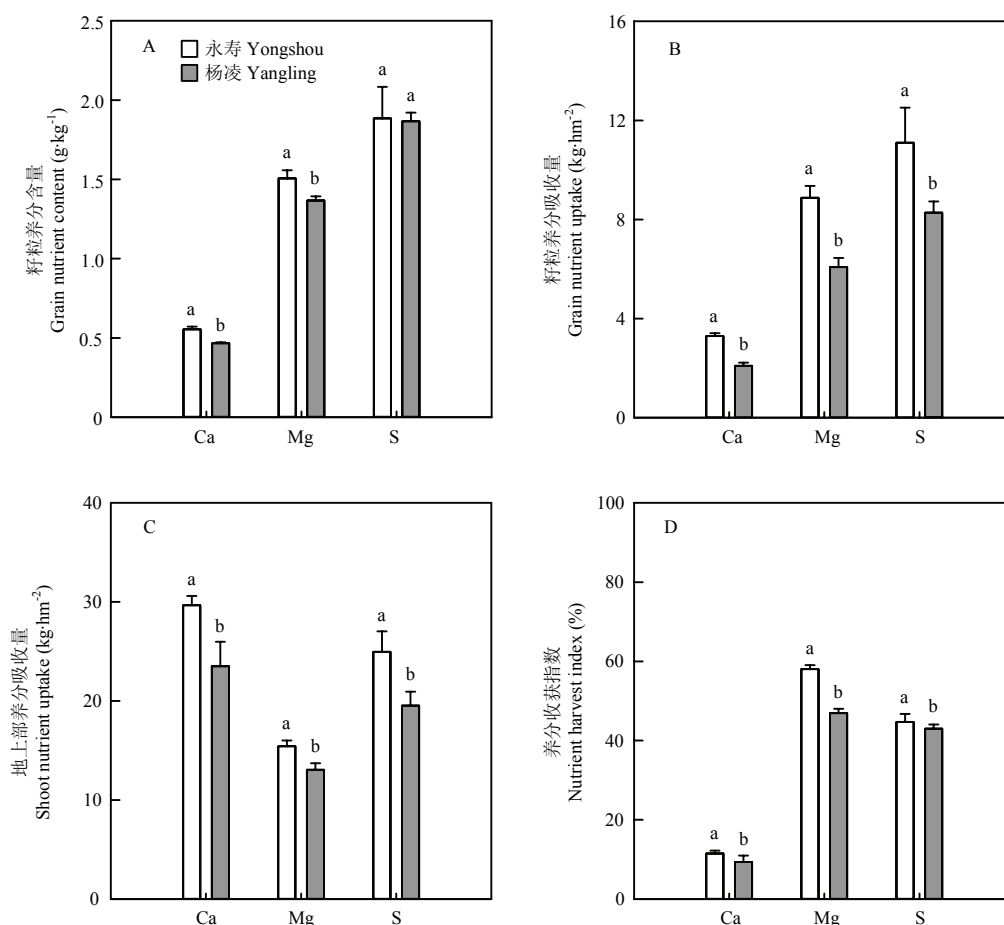 A
永寿 Yongshou
杨凌 Yangling
籽粒养分含量
Grain nutrient content (g·kg⁻¹)
2.5
2.0
1.5
1.0
0.5
0
a
b
a
b
a
a
Ca
Mg
S
B
籽粒养分吸收量
Grain nutrient uptake (kg·hm⁻²)
16
12
8
4
0
a
b
a
b
a
b
Ca
Mg
S
C
地上部养分吸收量
Shoot nutrient uptake (kg·hm⁻²)
40
30
20
10
0
a
b
a
b
a
b
Ca
Mg
S
D
养分收获指数
Nutrient harvest index (%)
100
80
60
40
20
0
a
b
a
b
a
b
Ca
Mg
S